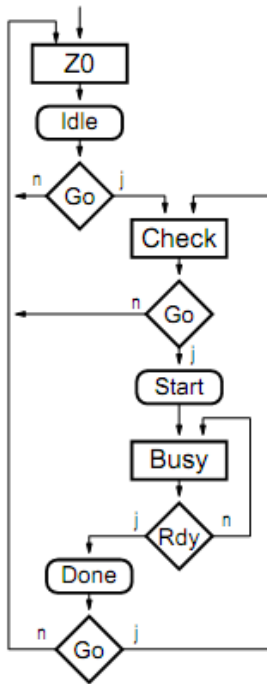 Z0
Idle
n Go j
Check
n Go
j
Start
Busy
j Rdy n
Done
n Go j